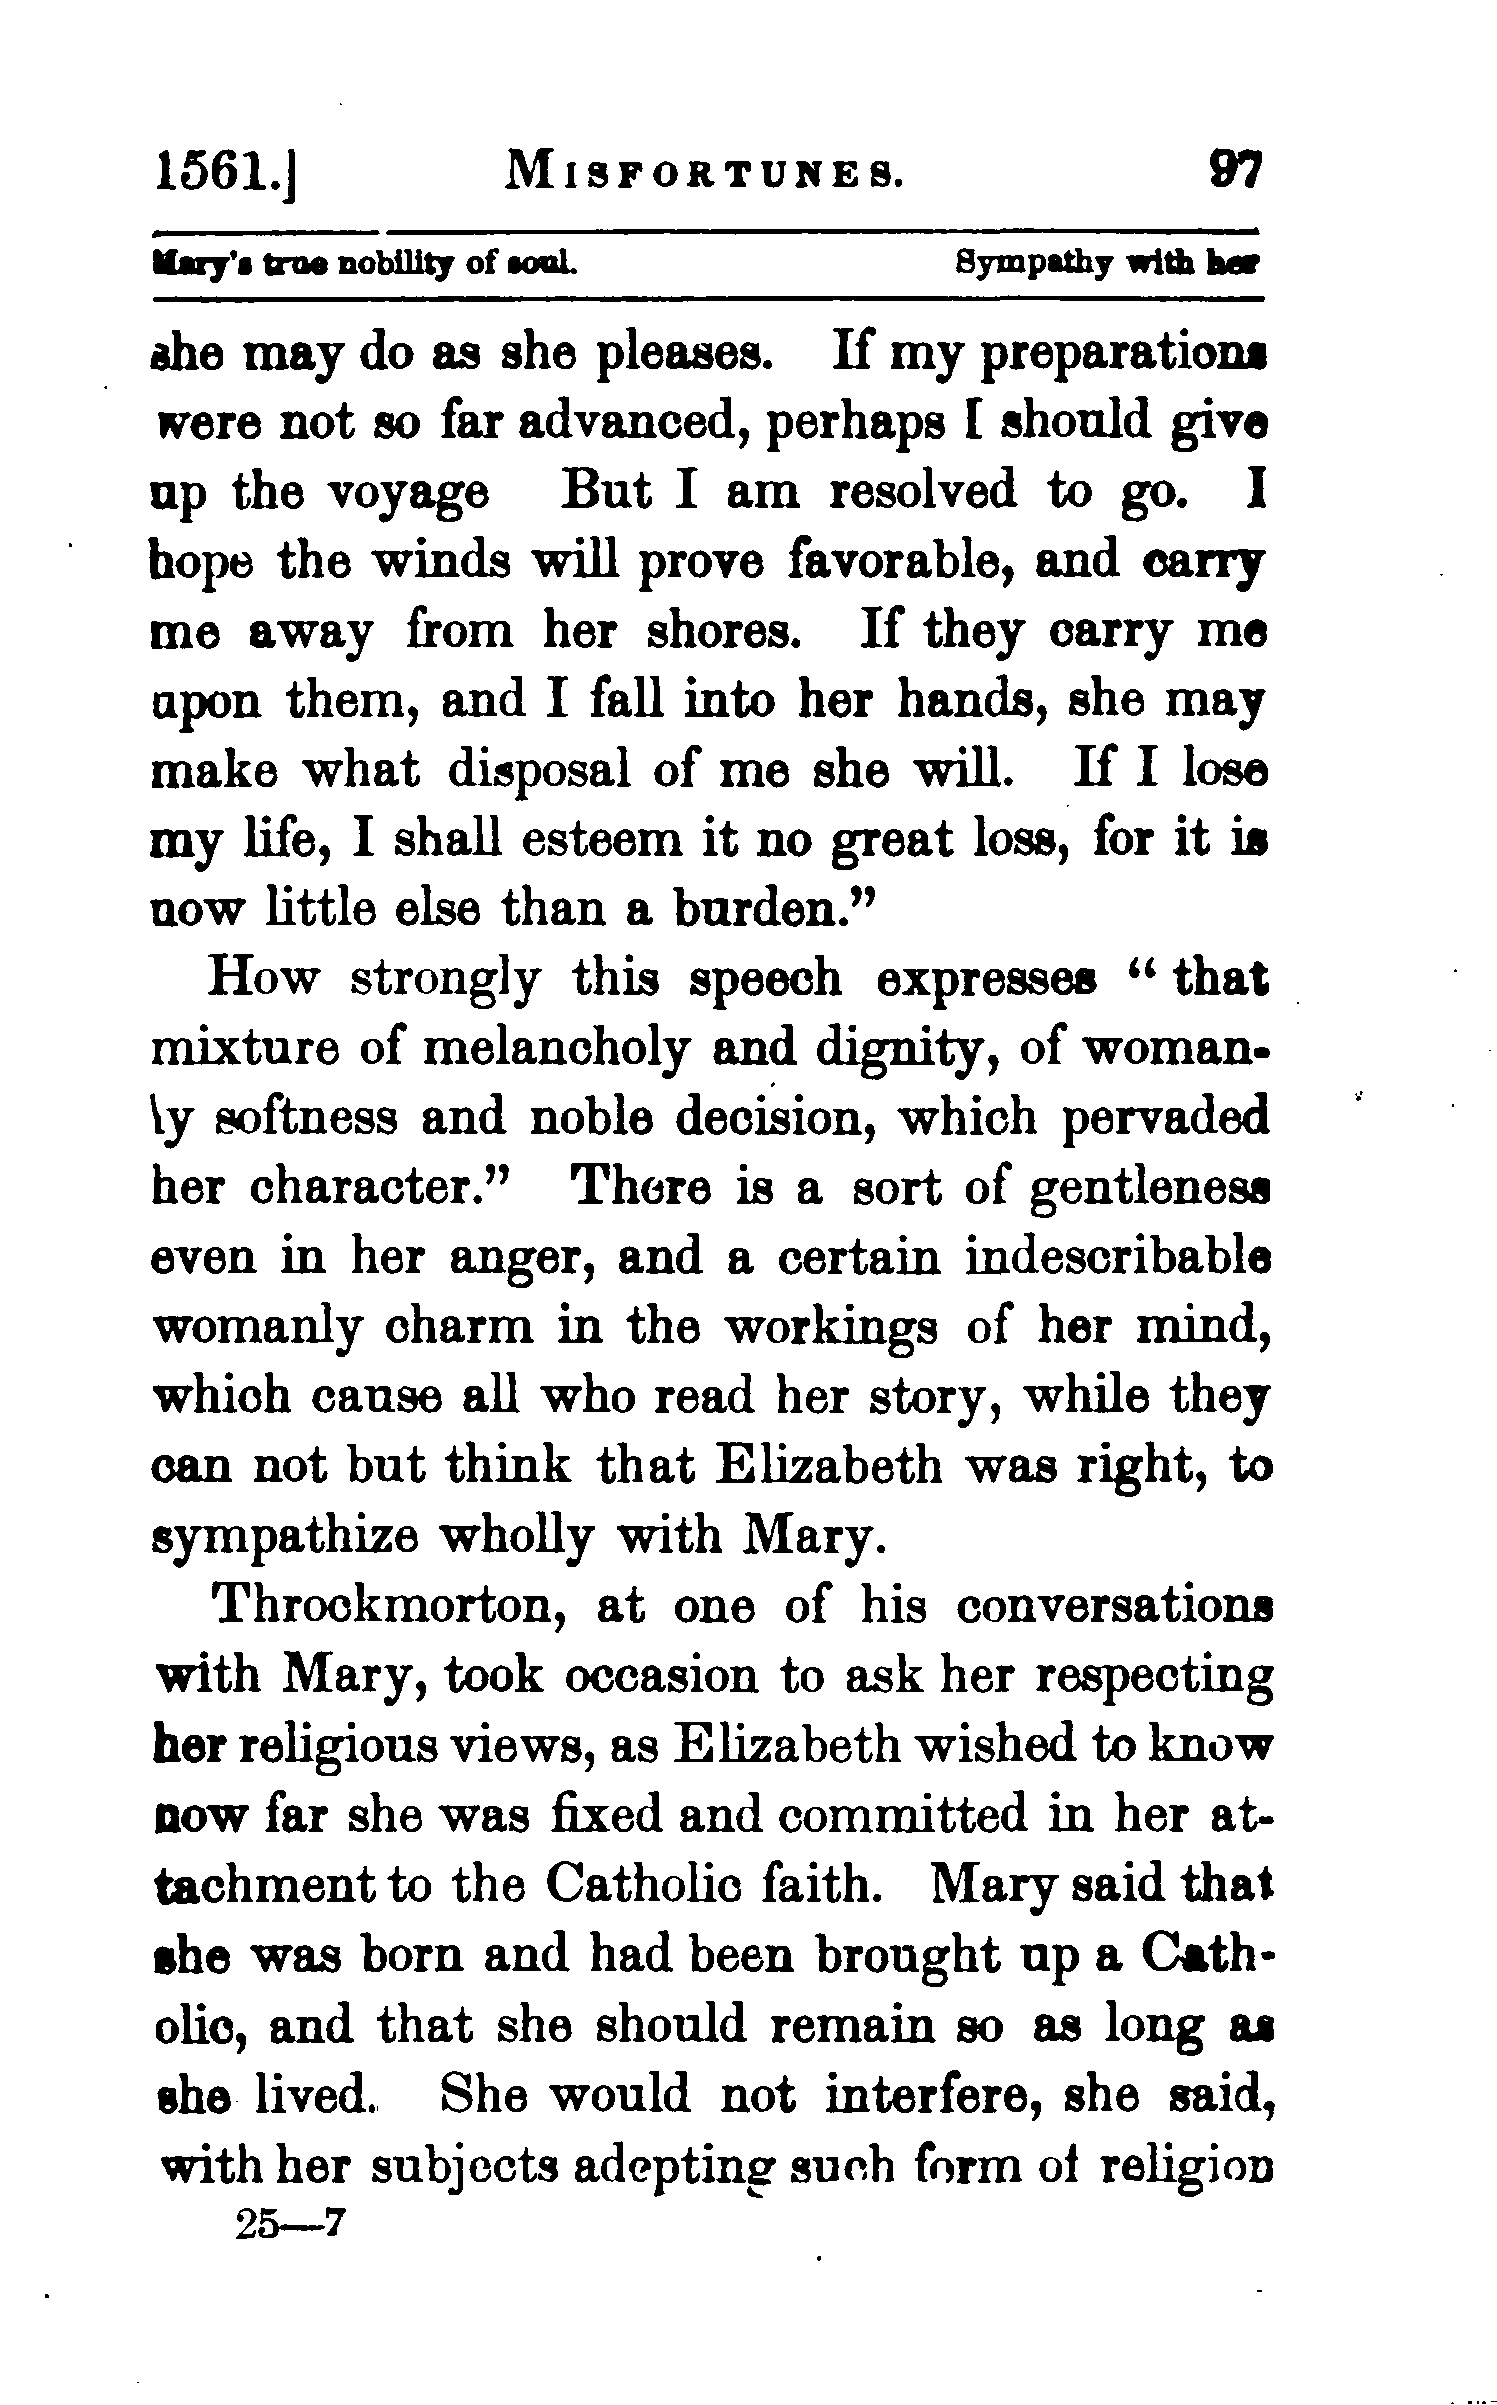 1561.] MISFORTUNES. 97
Mary's true nobility of soul. Sympathy with her
she may do as she pleases. If my preparations
were not so far advanced, perhaps I should give
up the voyage But I am resolved to go. I
hope the winds will prove favorable, and carry
me away from her shores. If they carry me
upon them, and I fall into her hands, she may
make what disposal of me she will. If I lose
my life, I shall esteem it no great loss, for it is
now little else than a burden.”
How strongly this speech expresses “ that
mixture of melancholy and dignity, of woman-
ly softness and noble decision, which pervaded
her character.” There is a sort of gentleness
even in her anger, and a certain indescribable
womanly charm in the workings of her mind,
which cause all who read her story, while they
can not but think that Elizabeth was right, to
sympathize wholly with Mary.
Throckmorton, at one of his conversations
with Mary, took occasion to ask her respecting
her religious views, as Elizabeth wished to know
how far she was fixed and committed in her at-
tachment to the Catholic faith. Mary said that
she was born and had been brought up a Cath-
olic, and that she should remain so as long as
she lived. She would not interfere, she said,
with her subjects adopting such form of religion
25—7